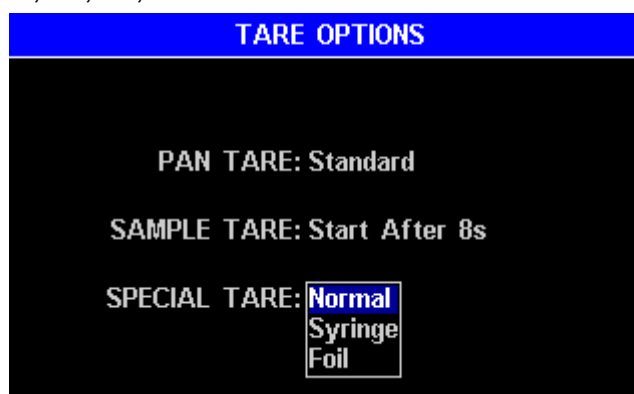 TARE OPTIONS
PAN TARE: Standard
SAMPLE TARE: Start After 8s
SPECIAL TARE: Normal
Syringe
Foil